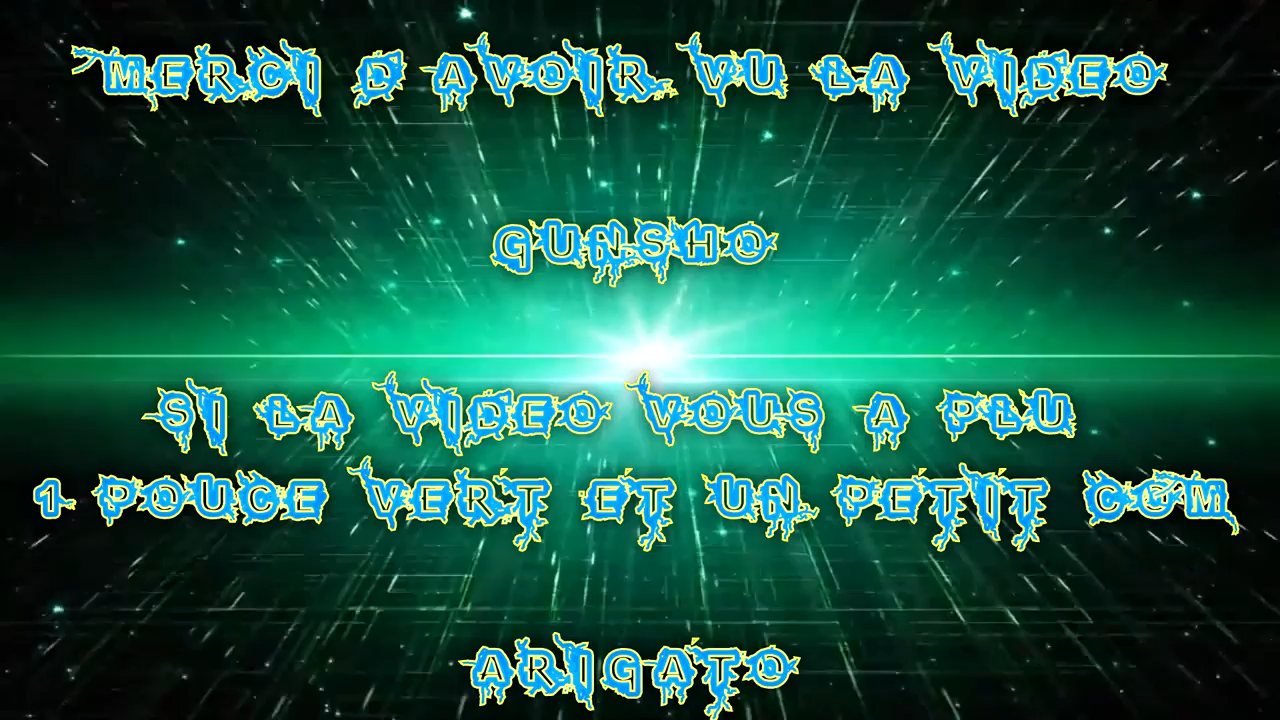 MERCI D AVOIR VU LA VIDEO
GUNSHO
SI LA VIDEO VOUS A PLU
1 POUCE VERT ET UN PETIT COM
ARIGATO